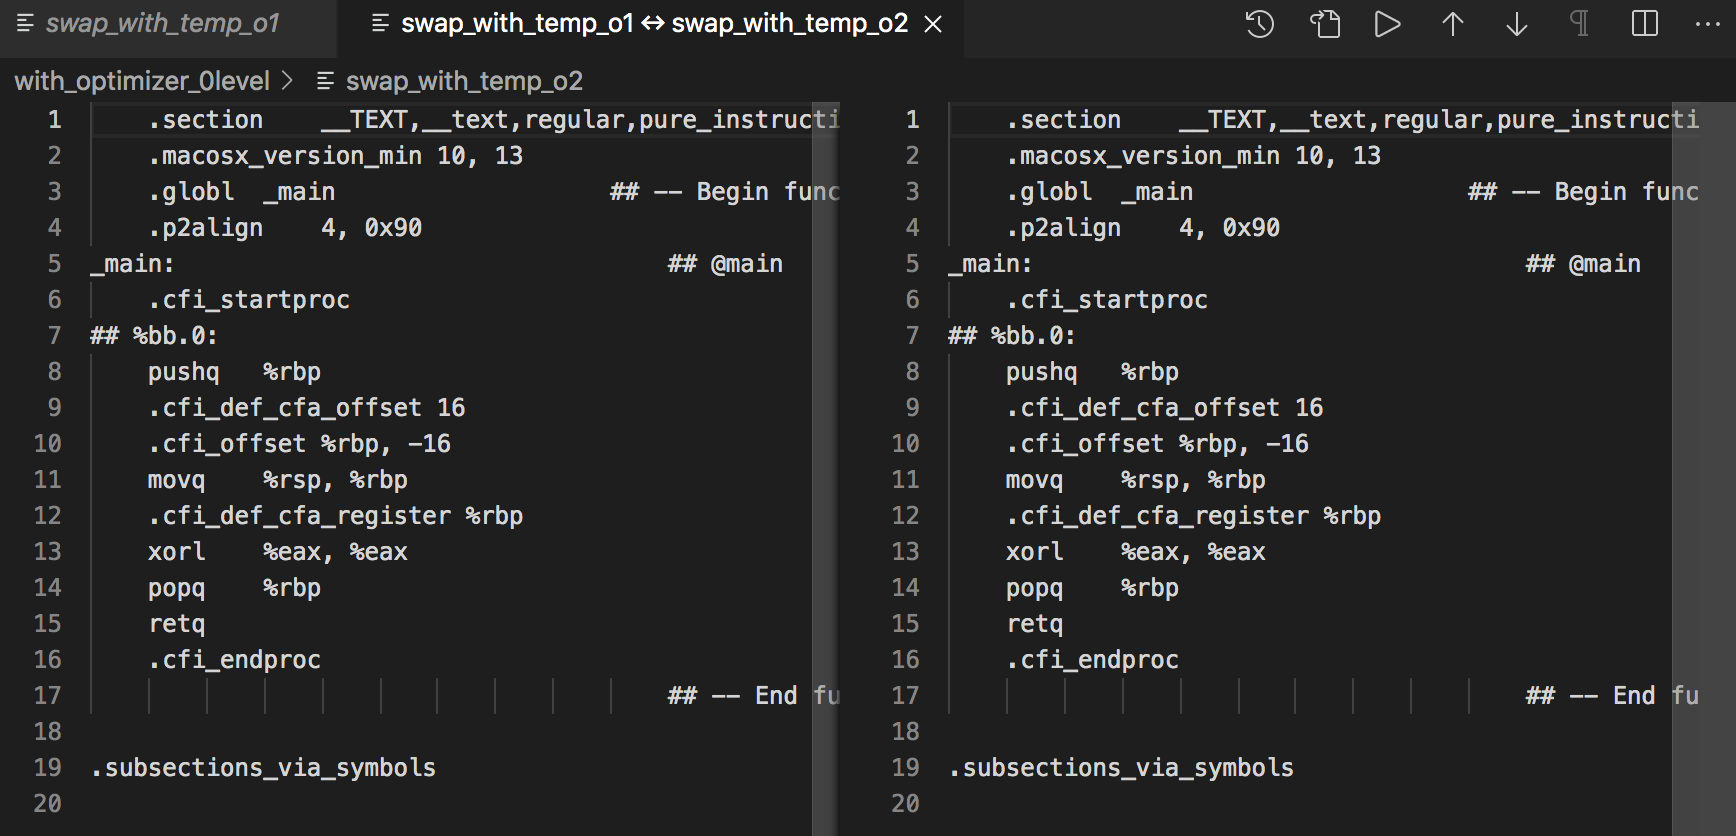 swap_with_temp_o1
swap_with_temp_o1 ↔ swap_with_temp_o2
with_optimizer_0level > swap_with_temp_o2
1 .section __TEXT,__text,regular,pure_instructi
2 .macosx_version_min 10, 13
3 .globl _main ## -- Begin func
4 .p2align 4, 0x90
5 _main: ## @main
6 .cfi_startproc
7 ## %bb.0:
8 pushq %rbp
9 .cfi_def_cfa_offset 16
10 .cfi_offset %rbp, -16
11 movq %rsp, %rbp
12 .cfi_def_cfa_register %rbp
13 xorl %eax, %eax
14 popq %rbp
15 retq
16 .cfi_endproc
17 ## -- End fu
18
19 .subsections_via_symbols
20
1 .section __TEXT,__text,regular,pure_instructi
2 .macosx_version_min 10, 13
3 .globl _main ## -- Begin func
4 .p2align 4, 0x90
5 _main: ## @main
6 .cfi_startproc
7 ## %bb.0:
8 pushq %rbp
9 .cfi_def_cfa_offset 16
10 .cfi_offset %rbp, -16
11 movq %rsp, %rbp
12 .cfi_def_cfa_register %rbp
13 xorl %eax, %eax
14 popq %rbp
15 retq
16 .cfi_endproc
17 ## -- End fu
18
19 .subsections_via_symbols
20